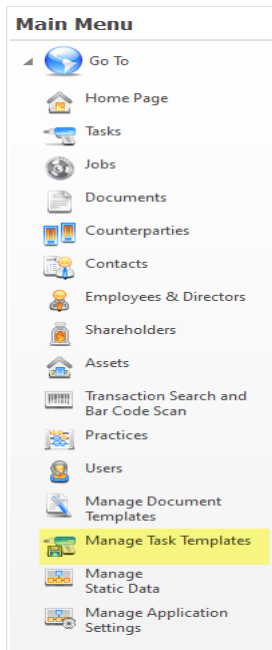 Main Menu
Go To
Home Page
Tasks
Jobs
Documents
Counterparties
Contacts
Employees & Directors
Shareholders
Assets
Transaction Search and
Bar Code Scan
Practices
Users
Manage Document
Templates
Manage Task Templates
Manage
Static Data
Manage Application
Settings